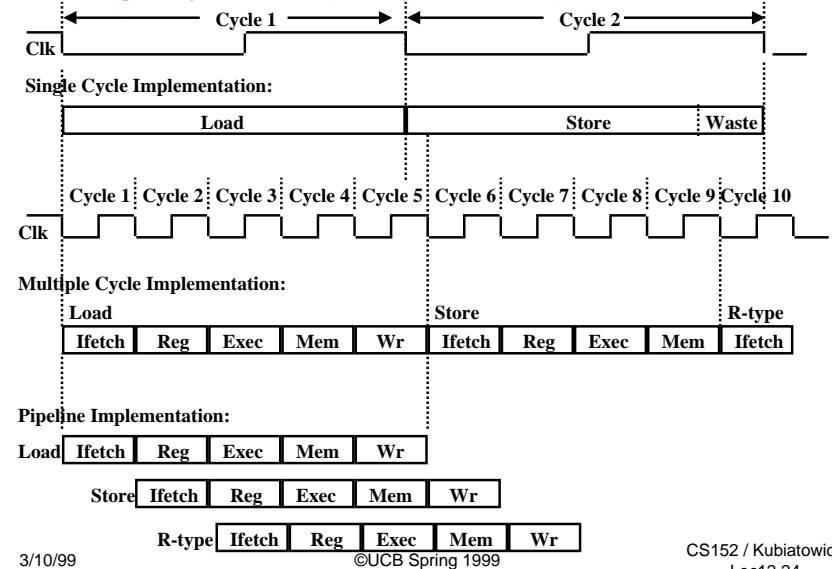 Cycle 1 Cycle 2
Clk
Single Cycle Implementation:
Load Store Waste
Cycle 1 Cycle 2 Cycle 3 Cycle 4 Cycle 5 Cycle 6 Cycle 7 Cycle 8 Cycle 9 Cycle 10
Clk
Multiple Cycle Implementation:
Load Store R-type
Ifetch Reg Exec Mem Wr Ifetch Reg Exec Mem Ifetch
Pipeline Implementation:
Load Ifetch Reg Exec Mem Wr
Store Ifetch Reg Exec Mem Wr
R-type Ifetch Reg Exec Mem Wr
3/10/99 ©UCB Spring 1999 CS152 /